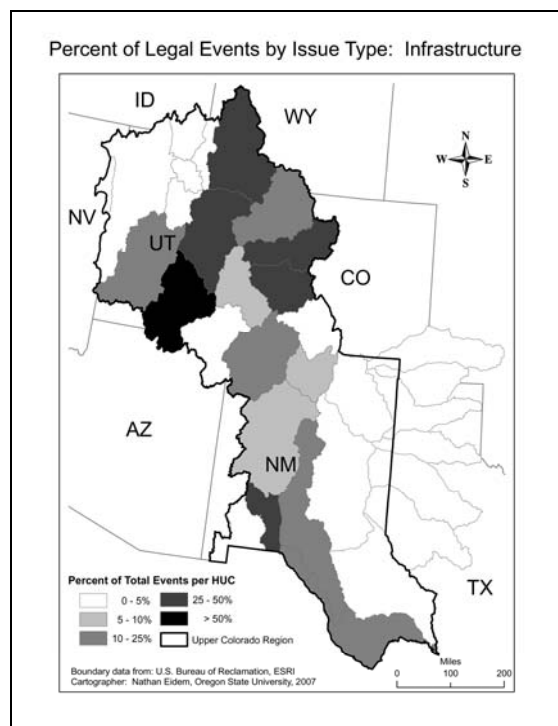 Percent of Legal Events by Issue Type: Infrastructure
ID
WY
N
W E
S
NV
UT
CO
AZ
NM
TX
Percent of Total Events per HUC
0 - 5%
25 - 50%
5 - 10%
> 50%
10 - 25%
Upper Colorado Region
Boundary data from: U.S. Bureau of Reclamation, ESRI
Cartographer: Nathan Eidem, Oregon State University, 2007
Miles
0 100 200